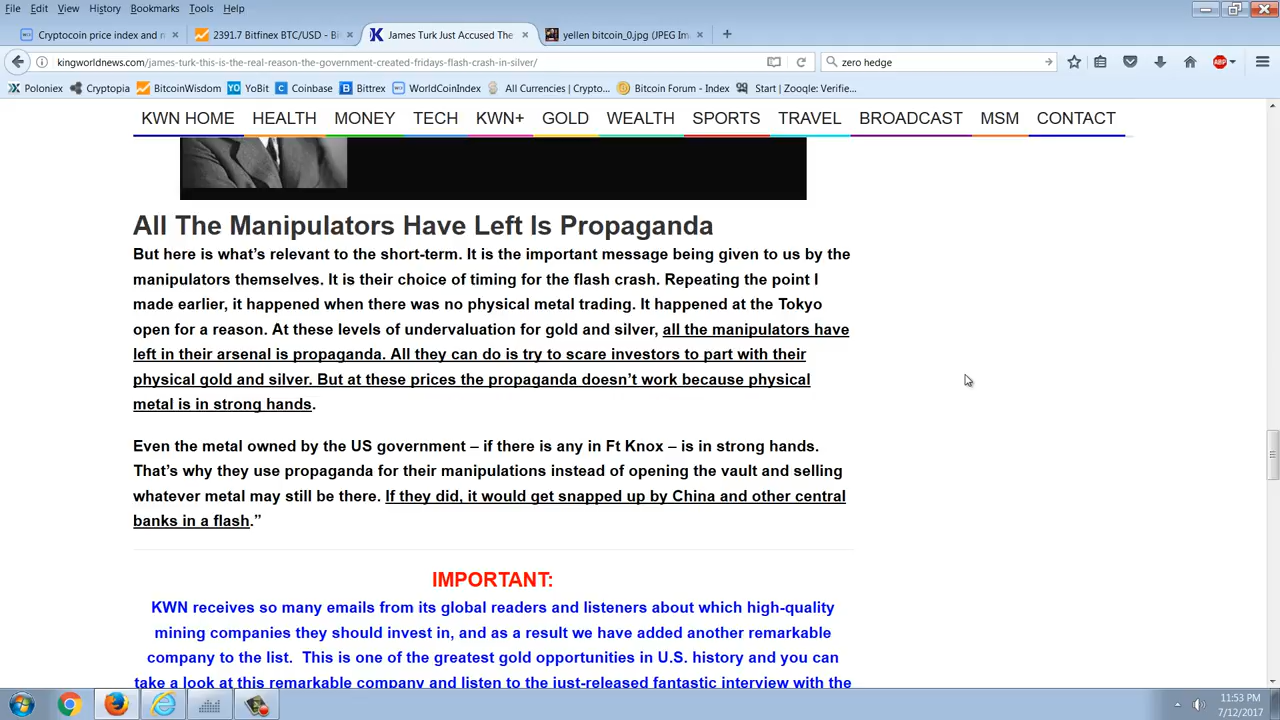 File Edit View History Bookmarks Tools Help
Cryptocoin price index and n
2391.7 Bitfinex BTC/USD - Bi
James Turk Just Accused The
yellen bitcoin_0.jpg (JPEG Im
kingworldnews.com/james-turk-this-is-the-real-reason-the-government-created-fridays-flash-crash-in-silver/
zero hedge
ABP
Poloniex Cryptopia BitcoinWisdom YoBit Coinbase Bittrex WorldCoinIndex All Currencies (Crypto... Bitcoin Forum - Index Start | Zooqle: Verifie...
KWN HOME HEALTH MONEY TECH KWN+ GOLD WEALTH SPORTS TRAVEL BROADCAST MSM CONTACT
All The Manipulators Have Left Is Propaganda
But here is what’s relevant to the short-term. It is the important message being given to us by the
manipulators themselves. It is their choice of timing for the flash crash. Repeating the point I
made earlier, it happened when there was no physical metal trading. It happened at the Tokyo
open for a reason. At these levels of undervaluation for gold and silver, all the manipulators have
left in their arsenal is propaganda. All they can do is try to scare investors to part with their
physical gold and silver. But at these prices the propaganda doesn’t work because physical
metal is in strong hands.
Even the metal owned by the US government – if there is any in Ft Knox – is in strong hands.
That’s why they use propaganda for their manipulations instead of opening the vault and selling
whatever metal may still be there. If they did, it would get snapped up by China and other central
banks in a flash.”
IMPORTANT:
KWN receives so many emails from its global readers and listeners about which high-quality
mining companies they should invest in, and as a result we have added another remarkable
company to the list. This is one of the greatest gold opportunities in U.S. history and you can
take a look at this remarkable company and listen to the just-released fantastic interview with the
11:53 PM
7/12/2017